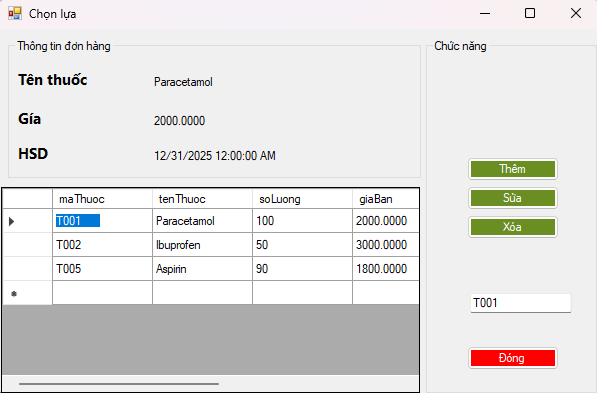 Chọn lựa
Thông tin đơn hàng
Tên thuốc Paracetamol
Gía 2000.0000
HSD 12/31/2025 12:00:00 AM
maThuoc tenThuoc soLuong giaBan
T001 Paracetamol 100 2000.0000
T002 Ibuprofen 50 3000.0000
T005 Aspirin 90 1800.0000
Chức năng
Thêm
Sửa
Xóa
T001
Đóng